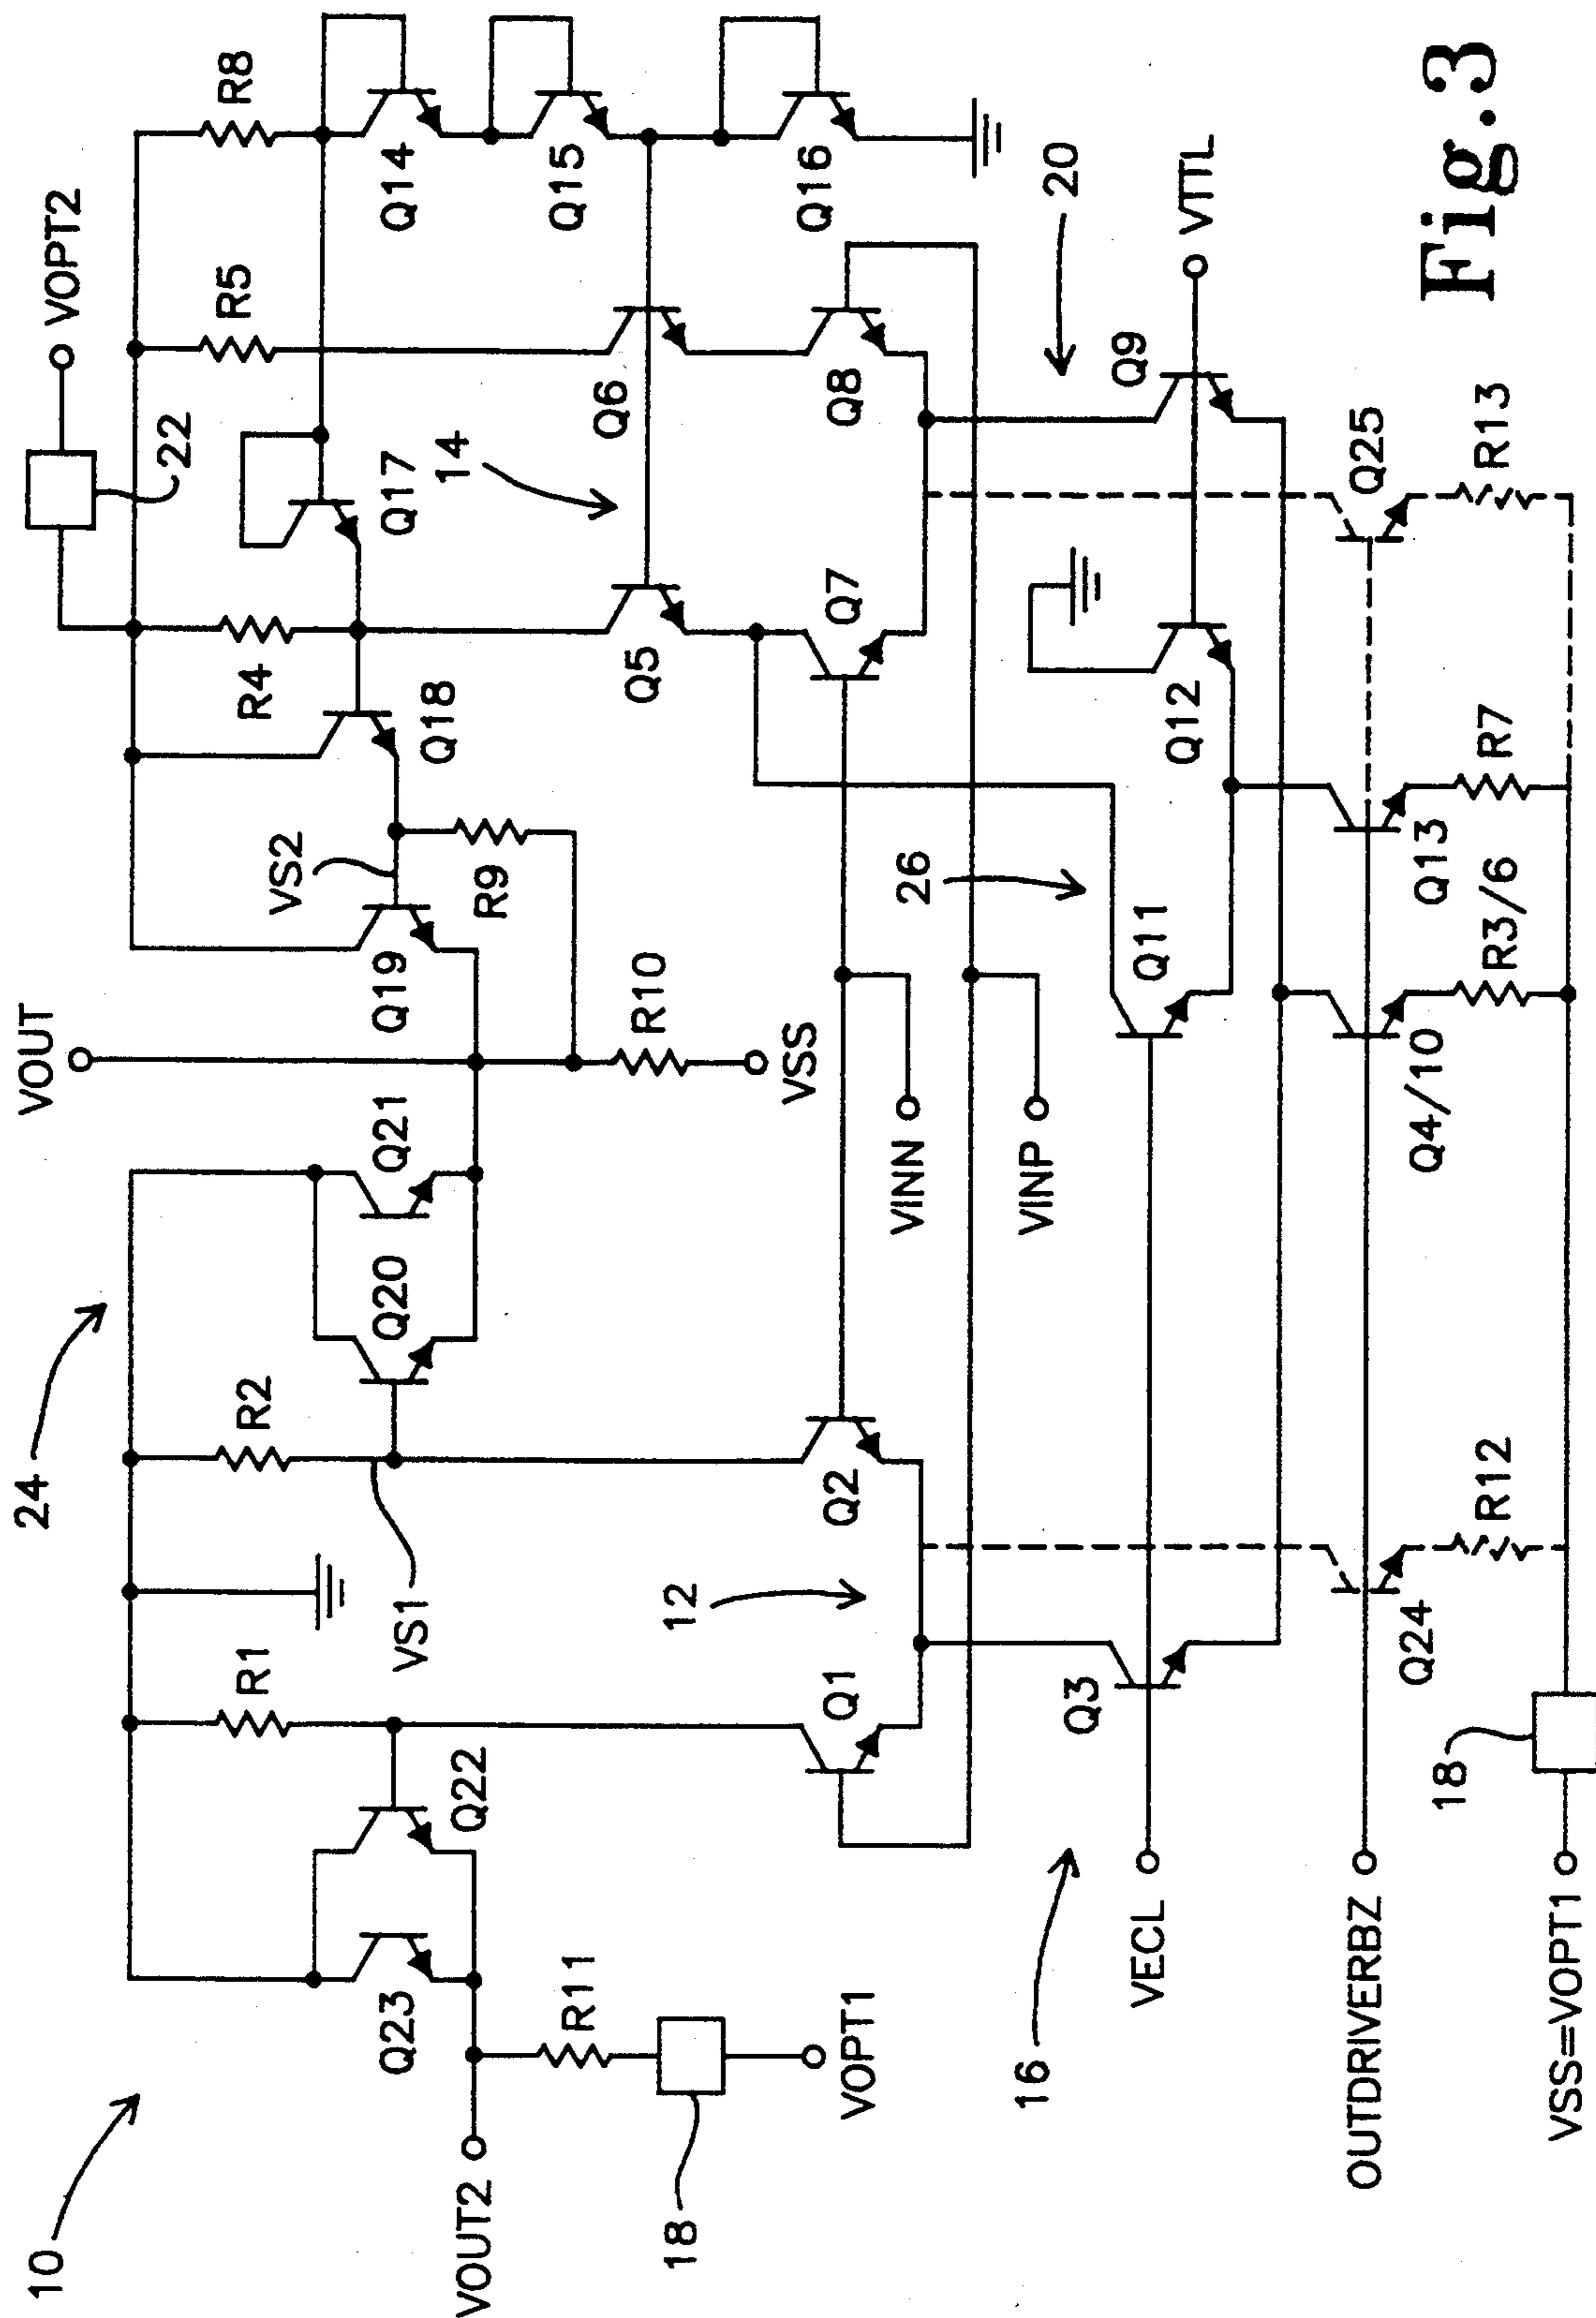 10
24
VOUT
VOPT2
22
R8
R5
R4
R1
R2
Q17
Q14
Q18
VS2
Q23
Q22
Q20
Q21
Q19
R9
Q15
VS1
14
Q6
Q5
VOUT2
R11
R10
12
VSS
18
VOPT1
Q1
Q2
VINN
Q7
Q8
Q16
VINP
26
20
16
Q3
Q11
Q12
Q9
VECL
VTTL
OUTDRIVERBZ
Q24
Q4/10
Q13
Q25
R12
R3/6
R7
R13
18
VSS=VOPT1
Fig.3